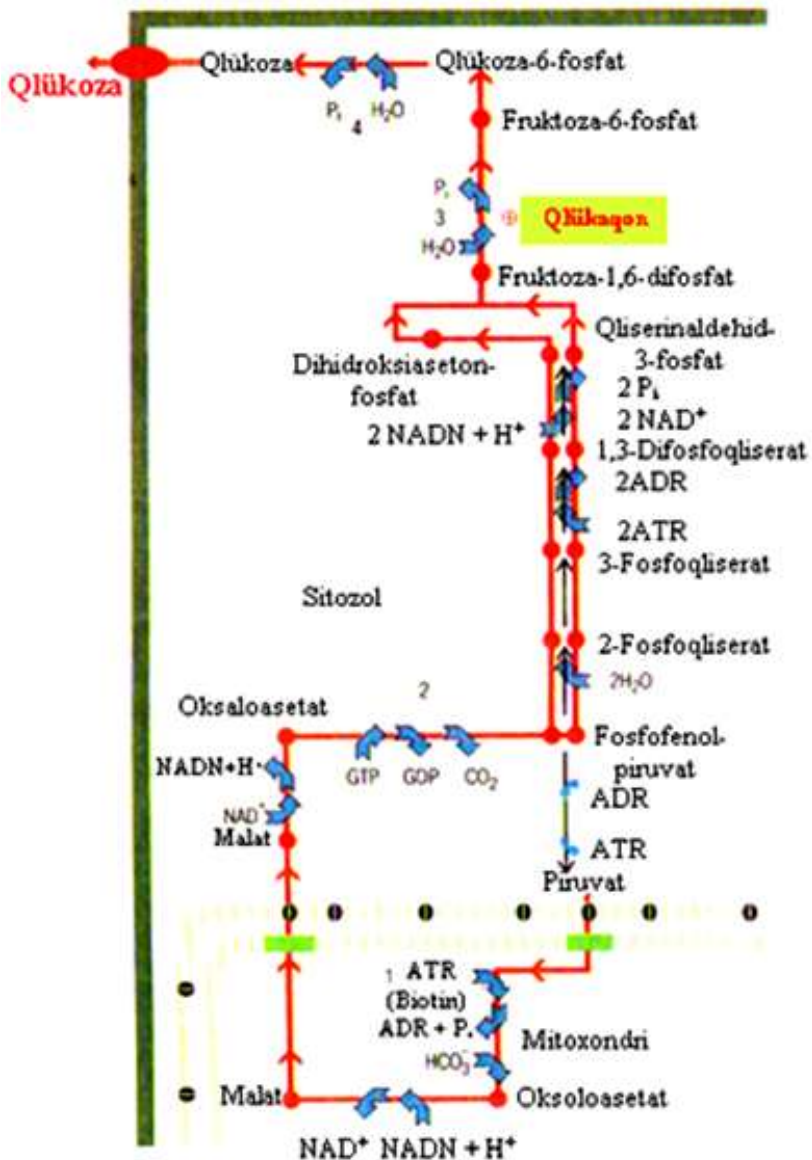 Qlükoza
Qlükoza
Qlükoza-6-fosfat
Pᵢ 4 H₂O
Fruktoza-6-fosfat
Pᵢ
3
⊕ Qlükaqon
H₂O
Fruktoza-1,6-difosfat
Qliserinaldehid-
3-fosfat
Dihidroksiaseton-
fosfat
2 Pᵢ
2 NAD⁺
2 NADN + H⁺
1,3-Difosfoqliserat
2ADR
2ATR
3-Fosfoqliserat
Sitozol
2-Fosfoqliserat
2H₂O
2
Oksaloasetat
Fosfofenol-
piruvat
NADN+H⁺
GTP GDP CO₂
ADR
NAD⁺
Malat
ATR
Piruvat
1 ATR
(Biotin)
ADR + Pᵢ
Mitoxondri
HCO₃⁻
Malat
Oksoloasetat
NAD⁺ NADN + H⁺